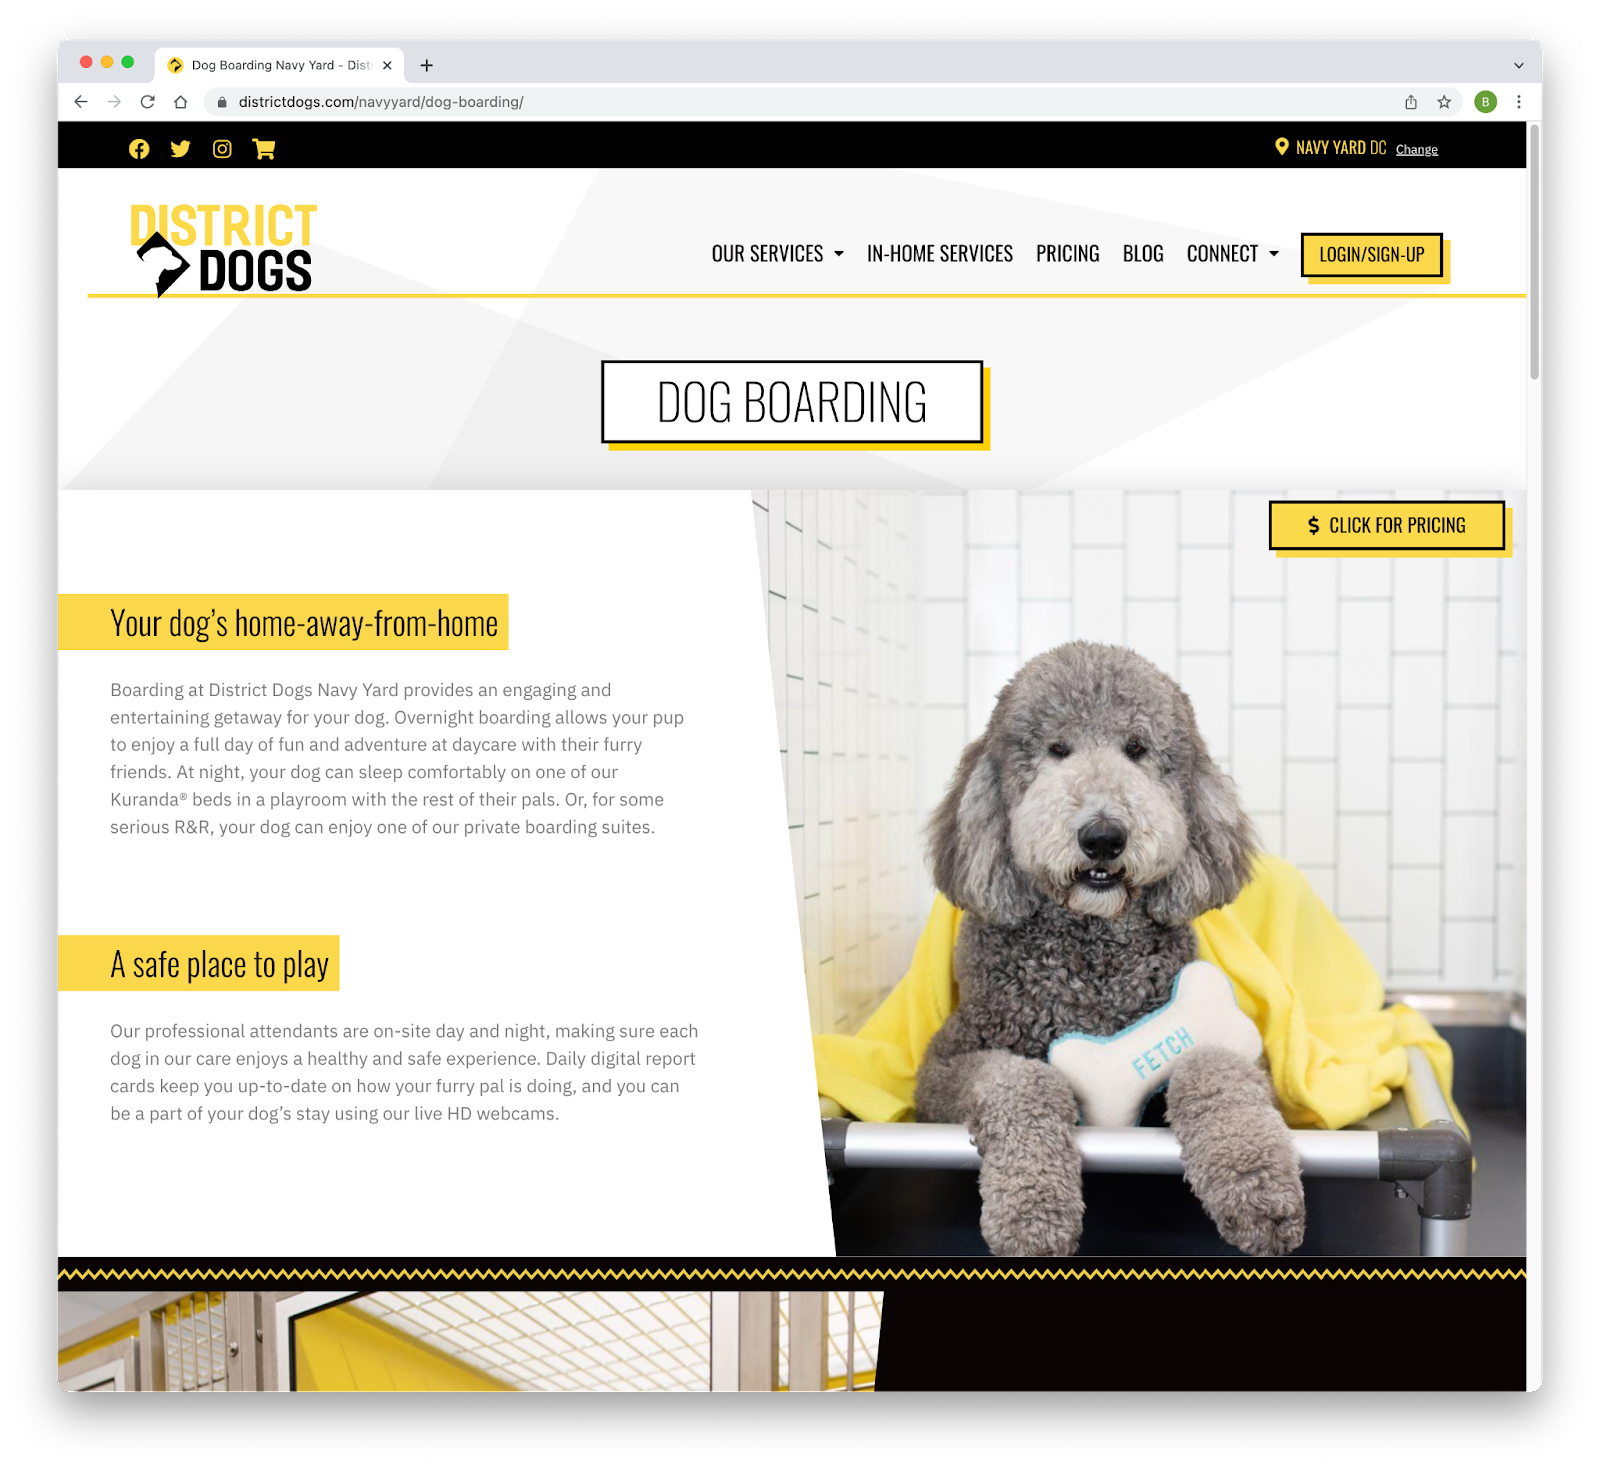 Dog Boarding Navy Yard - Dist
districtdogs.com/navyyard/dog-boarding/
B
NAVY YARD DC Change
DISTRICT
DOGS
OUR SERVICES IN-HOME SERVICES PRICING BLOG CONNECT LOGIN/SIGN-UP
DOG BOARDING
$ CLICK FOR PRICING
Your dog’s home-away-from-home
Boarding at District Dogs Navy Yard provides an engaging and
entertaining getaway for your dog. Overnight boarding allows your pup
to enjoy a full day of fun and adventure at daycare with their furry
friends. At night, your dog can sleep comfortably on one of our
Kuranda® beds in a playroom with the rest of their pals. Or, for some
serious R&R, your dog can enjoy one of our private boarding suites.
A safe place to play
Our professional attendants are on-site day and night, making sure each
dog in our care enjoys a healthy and safe experience. Daily digital report
cards keep you up-to-date on how your furry pal is doing, and you can
be a part of your dog’s stay using our live HD webcams.
FETCH